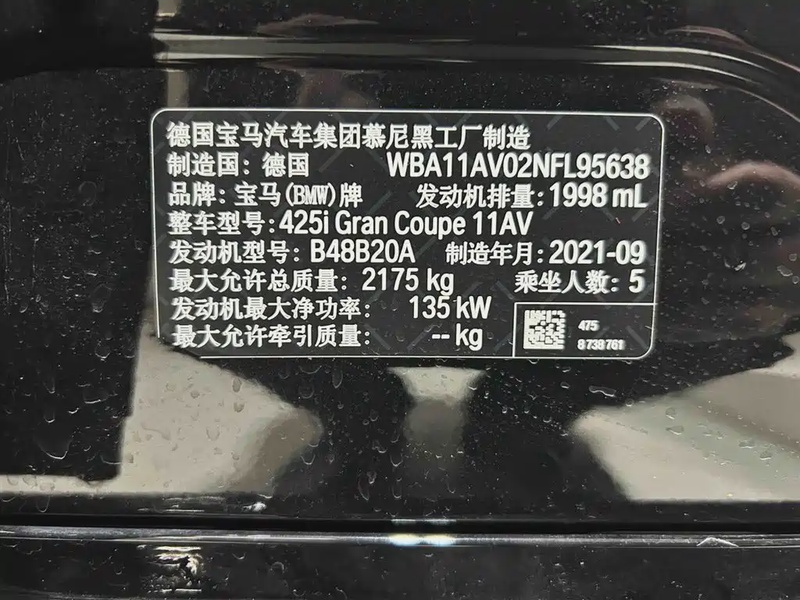 德国宝马汽车集团慕尼黑工厂制造
制造国：德国 WBA11AV02NFL95638
品牌：宝马(BMW)牌 发动机排量：1998 mL
整车型号：425i Gran Coupe 11AV
发动机型号：B48B20A 制造年月：2021-09
最大允许总质量：2175 kg 乘坐人数：5
发动机最大净功率： 135 kW
最大允许牵引质量： -- kg
475
8738761